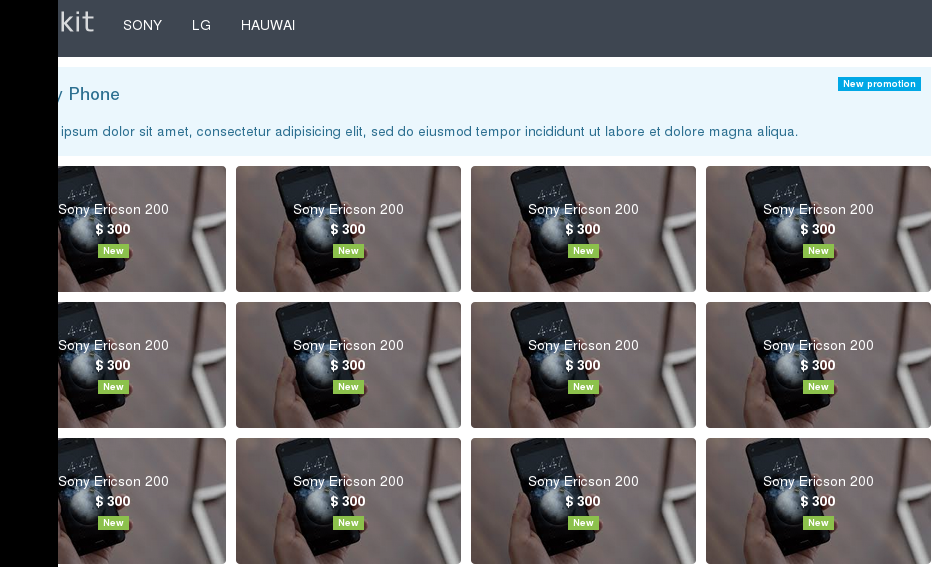 kit SONY LG HAUWAI
New promotion
y Phone
ipsum dolor sit amet, consectetur adipisicing elit, sed do eiusmod tempor incididunt ut labore et dolore magna aliqua.
Sony Ericson 200 Sony Ericson 200 Sony Ericson 200 Sony Ericson 200
$ 300 $ 300 $ 300 $ 300
New New New New
Sony Ericson 200 Sony Ericson 200 Sony Ericson 200 Sony Ericson 200
$ 300 $ 300 $ 300 $ 300
New New New New
Sony Ericson 200 Sony Ericson 200 Sony Ericson 200 Sony Ericson 200
$ 300 $ 300 $ 300 $ 300
New New New New